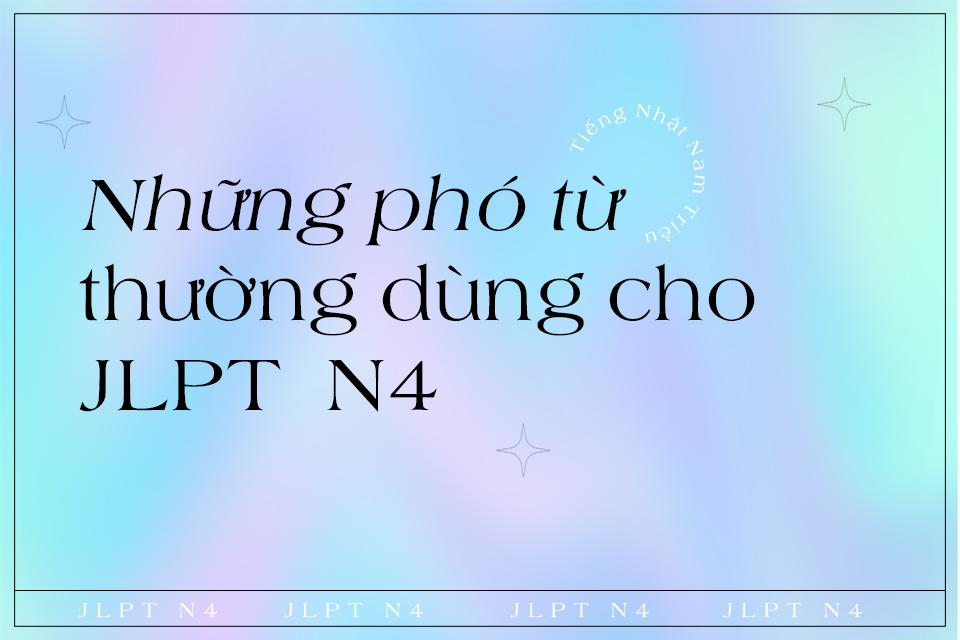 Tiếng Nhật Nam Triều
Những phó từ
thường dùng cho
JLPT N4
JLPT N4 JLPT N4 JLPT N4 JLPT N4